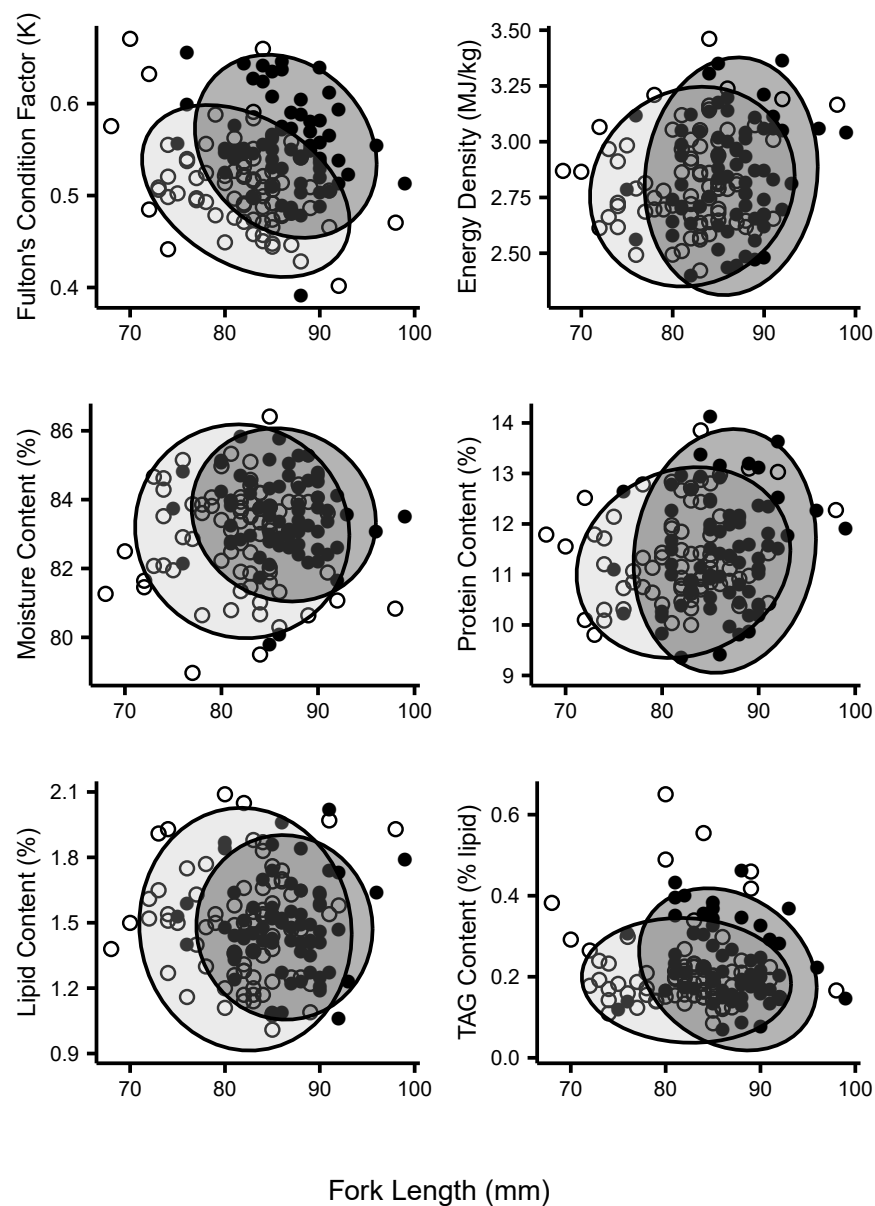 Fulton's Condition Factor (K)
0.6
0.5
0.4
70 80 90 100
Energy Density (MJ/kg)
3.50
3.25
3.00
2.75
2.50
70 80 90 100
Moisture Content (%)
86
84
82
80
70 80 90 100
Protein Content (%)
14
13
12
11
10
9
70 80 90 100
Lipid Content (%)
2.1
1.8
1.5
1.2
0.9
70 80 90 100
TAG Content (% lipid)
0.6
0.4
0.2
0.0
70 80 90 100
Fork Length (mm)